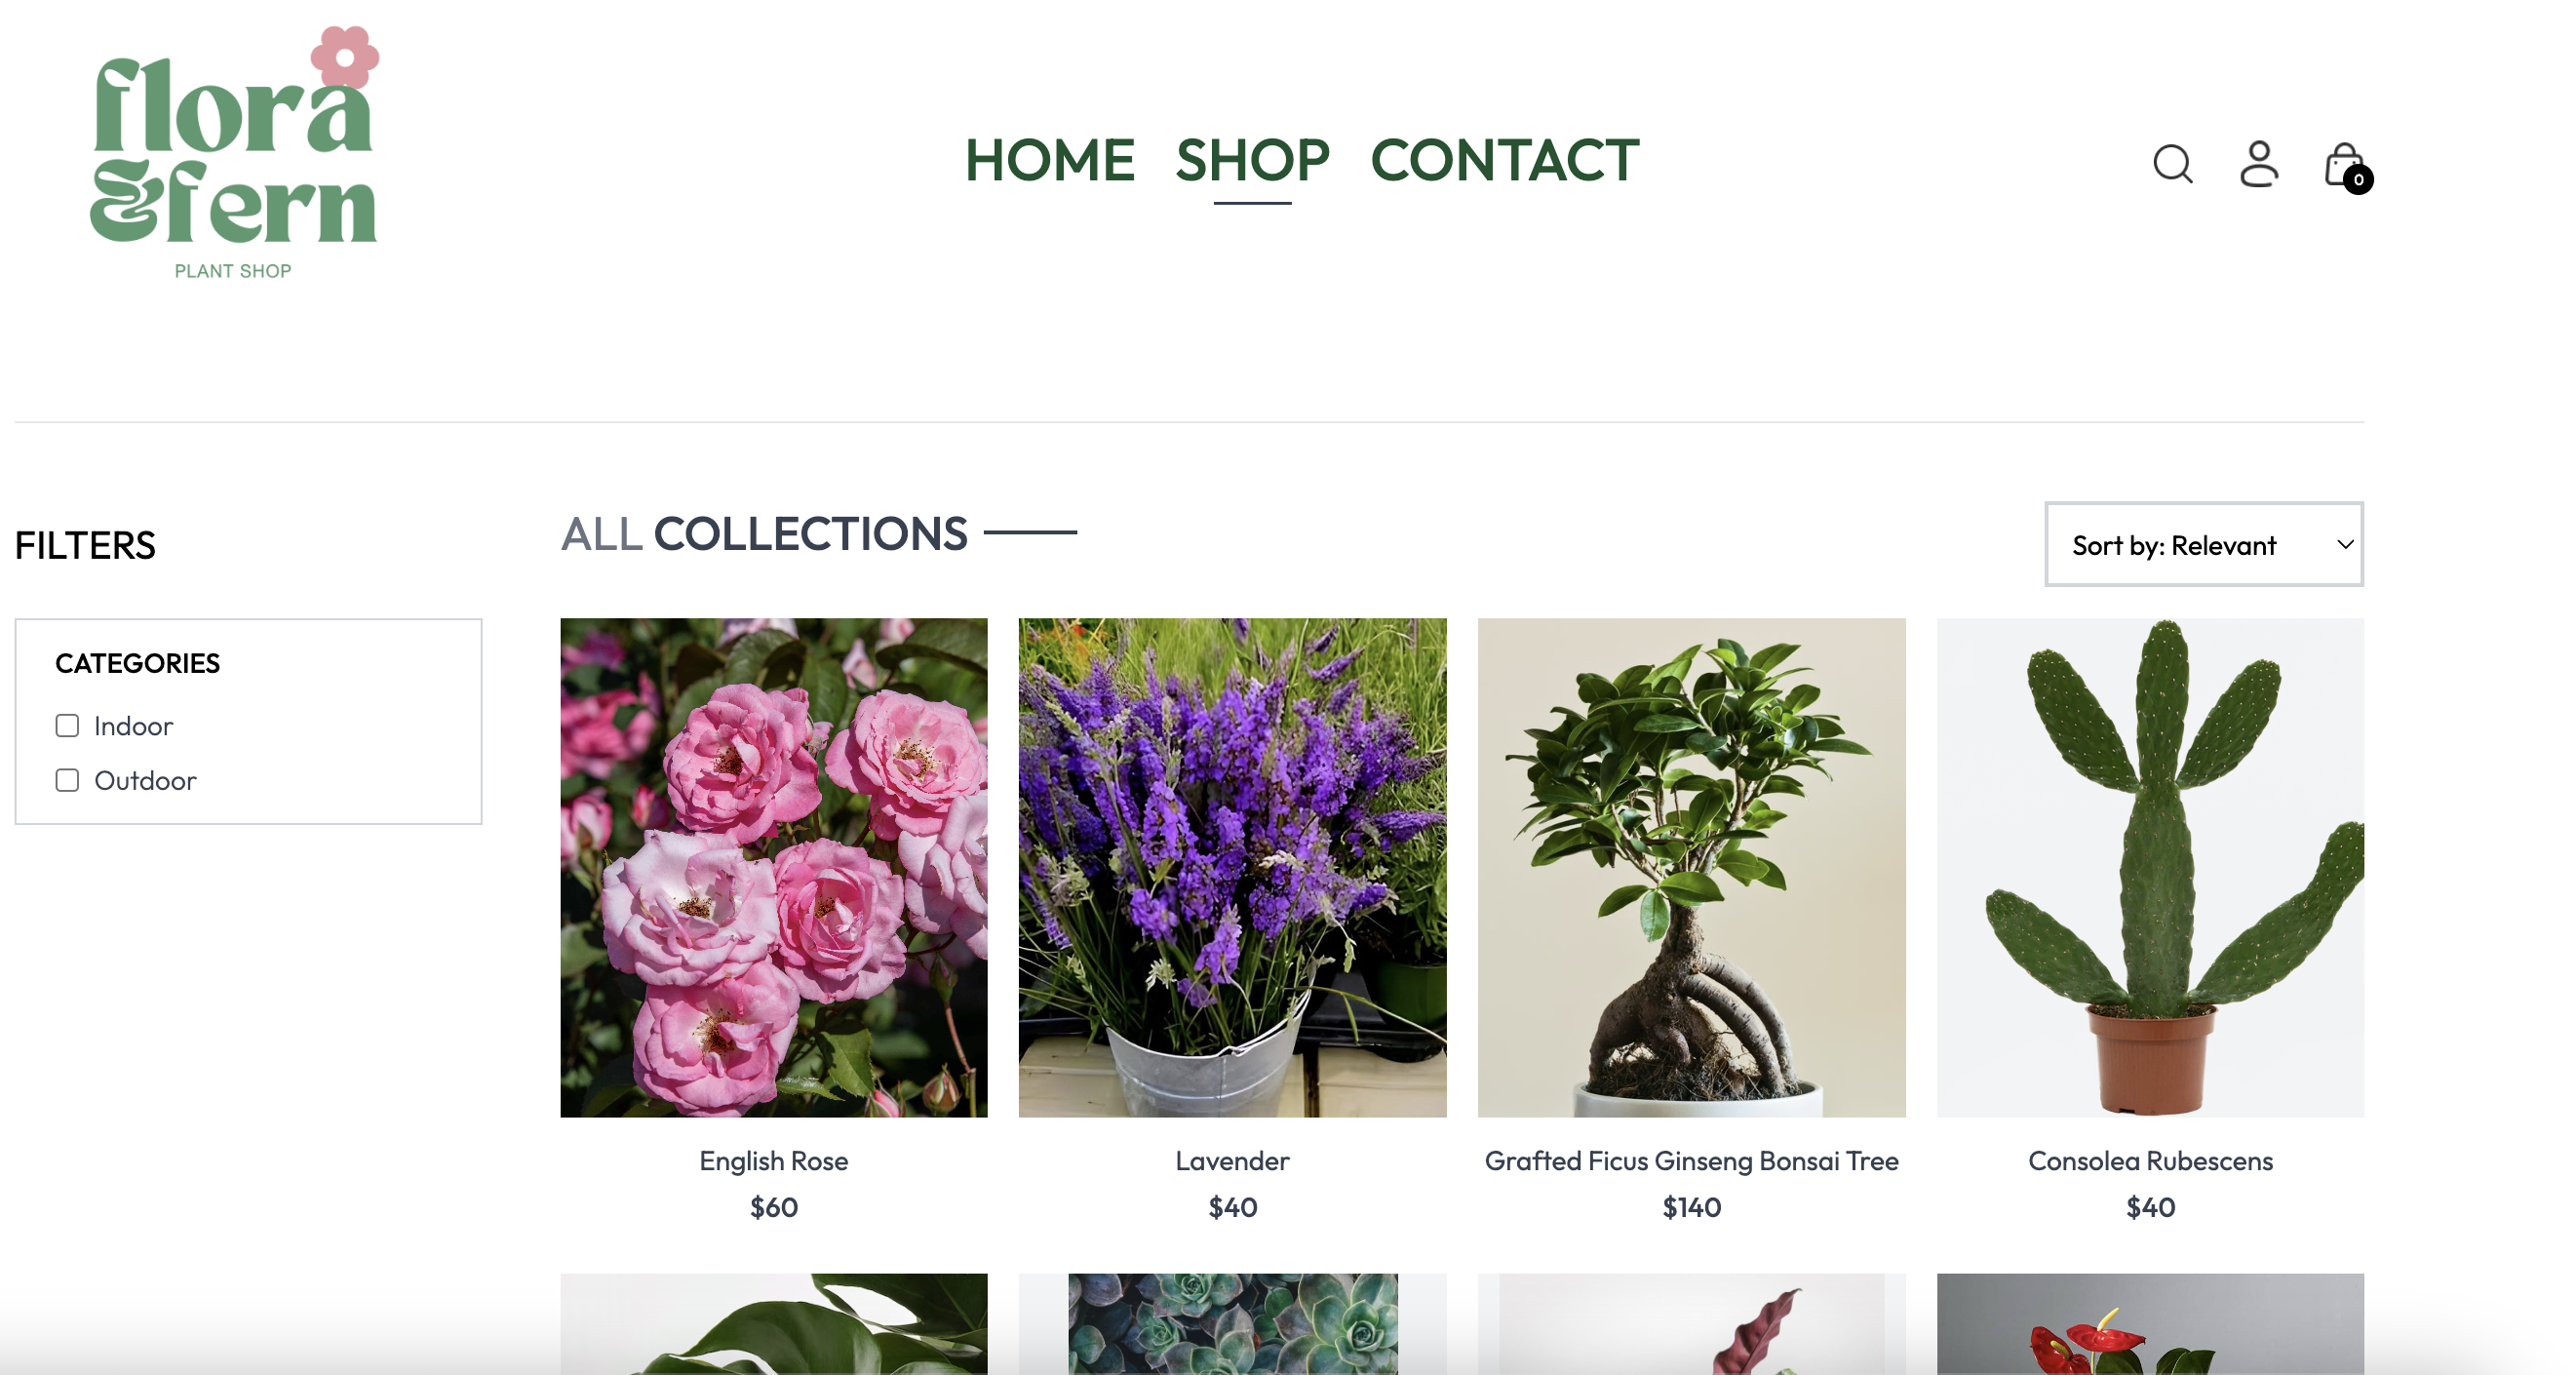 flora
&fern
PLANT SHOP
HOME SHOP CONTACT
0
FILTERS
CATEGORIES
Indoor
Outdoor
ALL COLLECTIONS
Sort by: Relevant
English Rose
$60
Lavender
$40
Grafted Ficus Ginseng Bonsai Tree
$140
Consolea Rubescens
$40